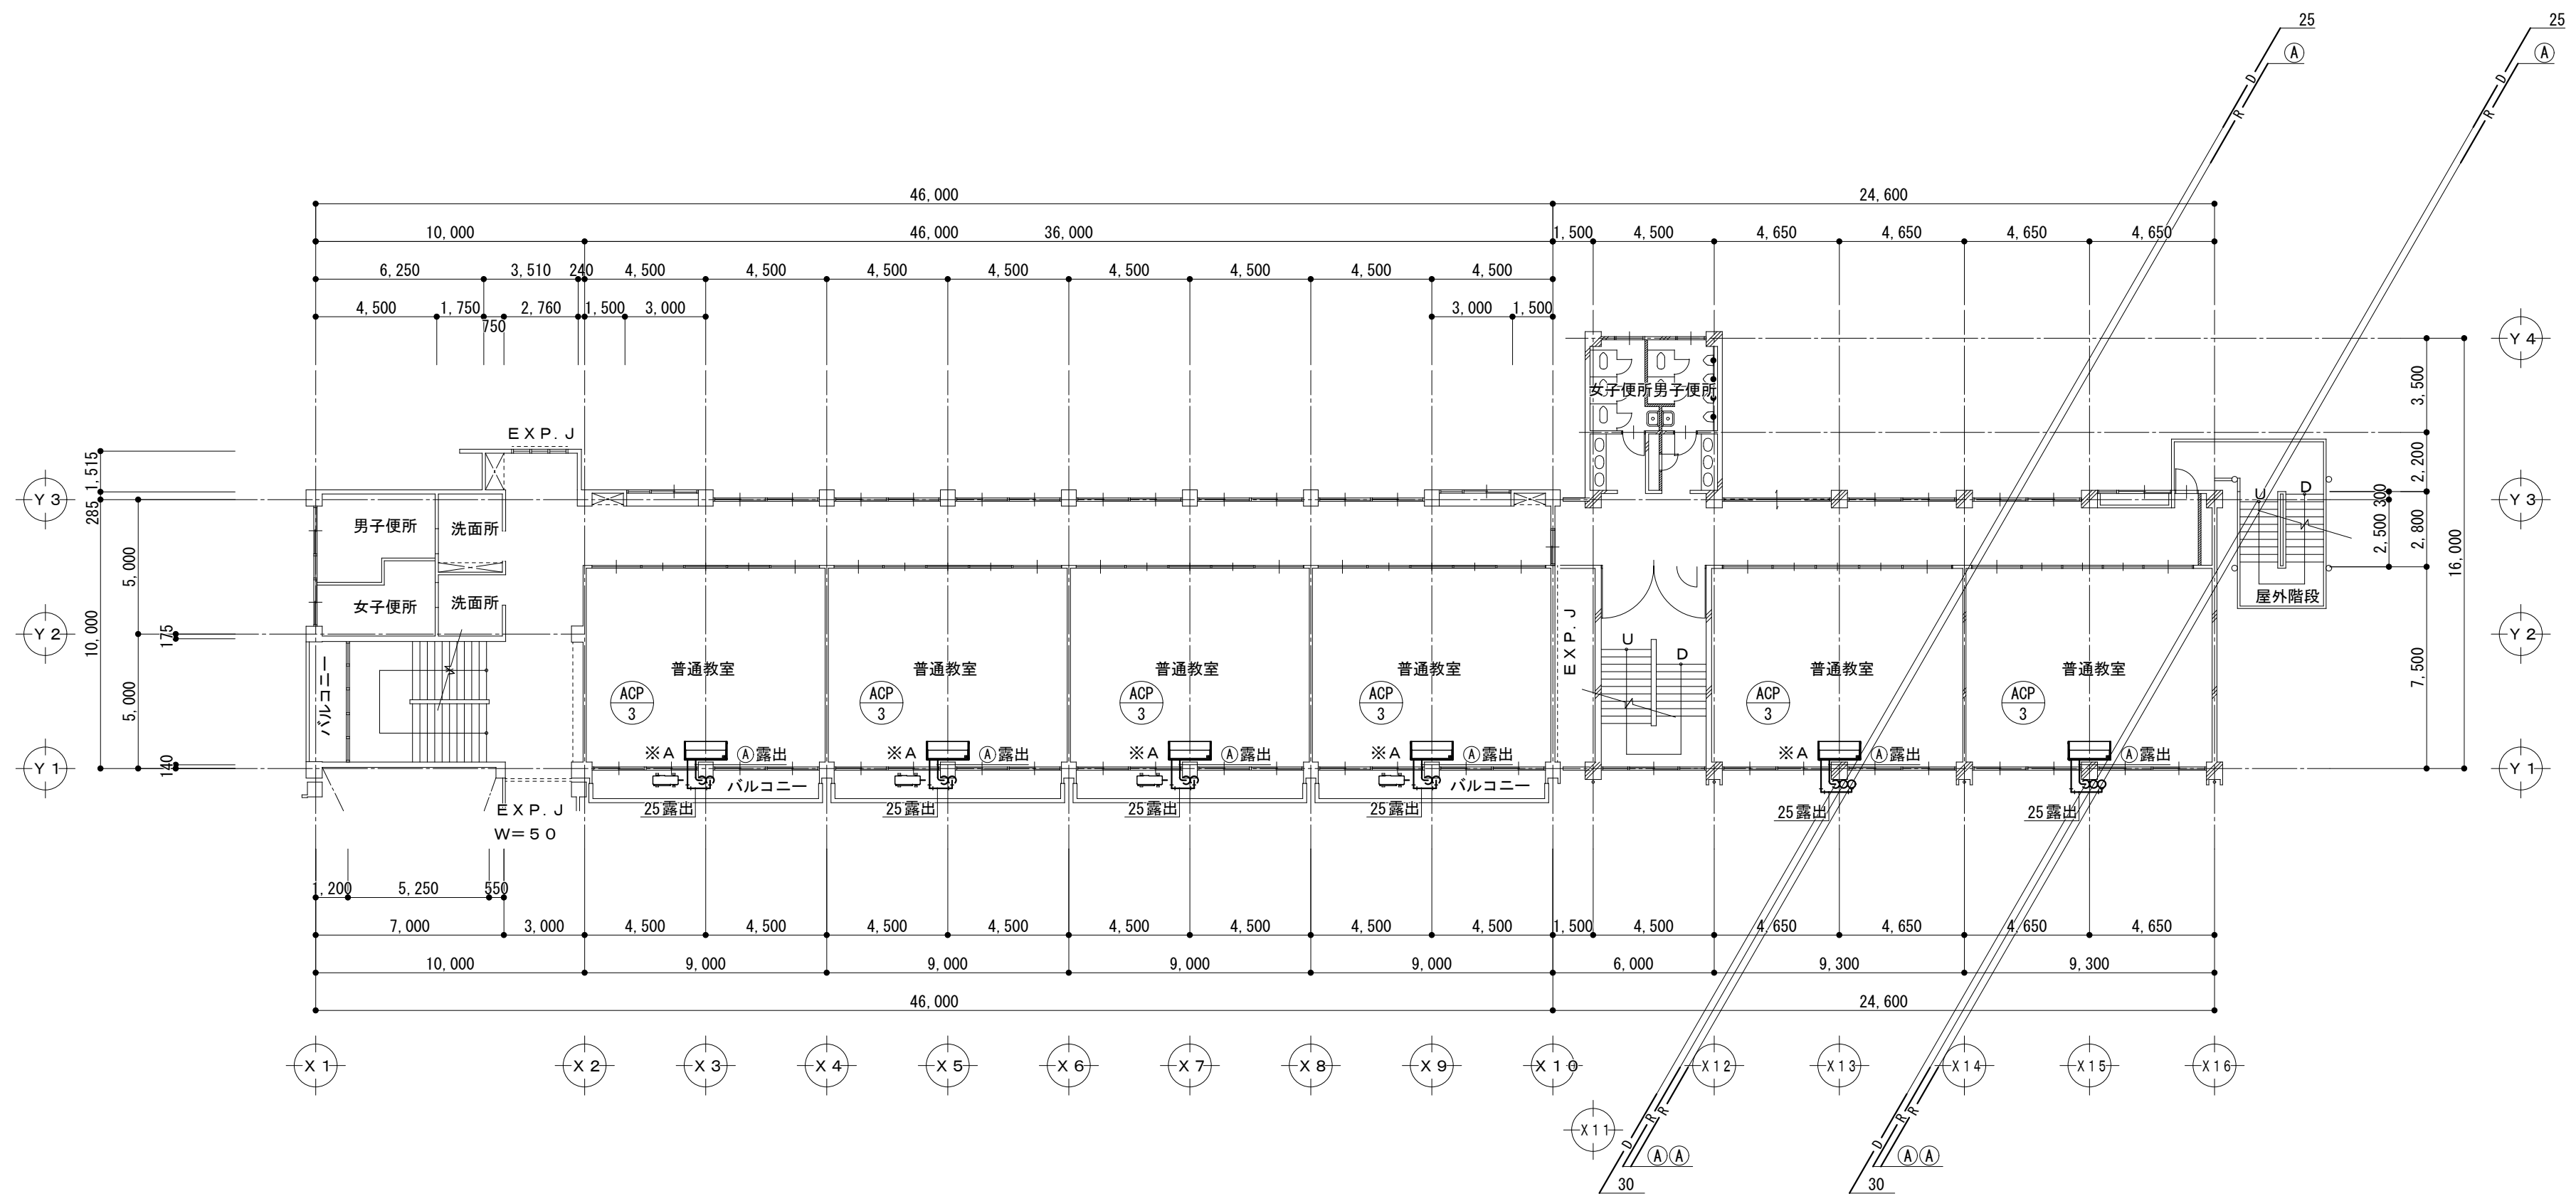 25
Ⓐ
25
Ⓐ
D
R
D
R
46,000
24,600
10,000
46,000
36,000
1,500
4,500
4,650
4,650
4,650
4,650
6,250
3,510
240
4,500
4,500
4,500
4,500
4,500
4,500
4,500
4,500
4,500
1,750
750
2,760
1,500
3,000
3,000
1,500
Y4
女子便所
男子便所
3,500
2,200
EXP.J
1,515
285
Y3
男子便所
洗面所
U
D
300
2,500
2,800
16,000
Y3
5,000
10,000
女子便所
洗面所
屋外階段
Y2
175
バルコニー
普通教室
普通教室
普通教室
普通教室
EXP.J
U
D
普通教室
普通教室
Y2
7,500
5,000
ACP
3
ACP
3
ACP
3
ACP
3
ACP
3
ACP
3
140
Y1
※A
Ⓐ露出
※A
Ⓐ露出
※A
Ⓐ露出
※A
Ⓐ露出
※A
Ⓐ露出
Ⓐ露出
Y1
バルコニー
バルコニー
EXP.J
W=50
25露出
25露出
25露出
25露出
25露出
25露出
1,200
5,250
550
7,000
3,000
4,500
4,500
4,500
4,500
4,500
4,500
4,500
4,500
1,500
4,500
4,650
4,650
4,650
4,650
10,000
9,000
9,000
9,000
9,000
6,000
9,300
9,300
46,000
24,600
X1
X2
X3
X4
X5
X6
X7
X8
X9
X10
X12
X13
X14
X15
X16
X11
D
R
R
ⒶⒶ
30
D
R
R
ⒶⒶ
30